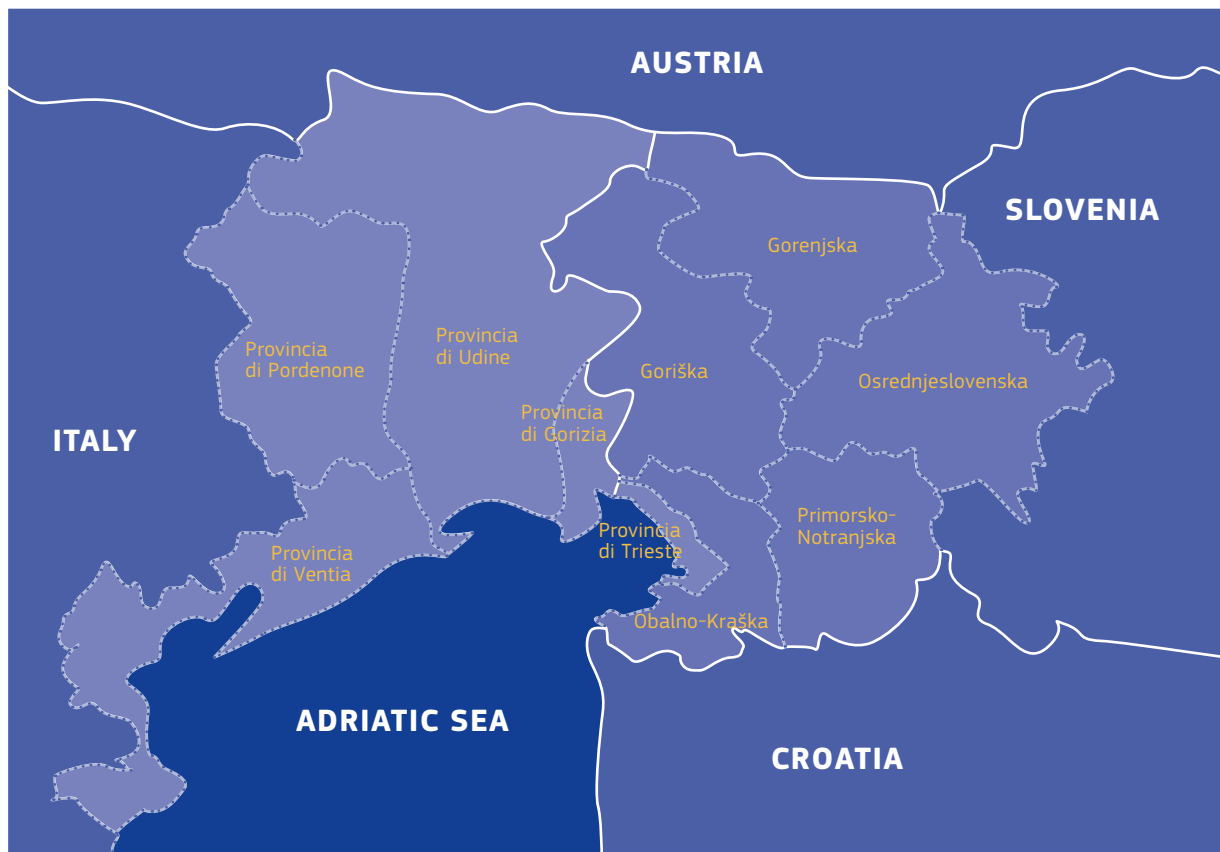 AUSTRIA
SLOVENIA
Gorenjska
Provincia
di Udine
Provincia
di Pordenone
Goriška
Osrednjeslovenska
Provincia
di Gorizia
ITALY
Primorsko-
Notranjska
Provincia
di Trieste
Provincia
di Ventia
Obalno-Kraška
ADRIATIC SEA
CROATIA